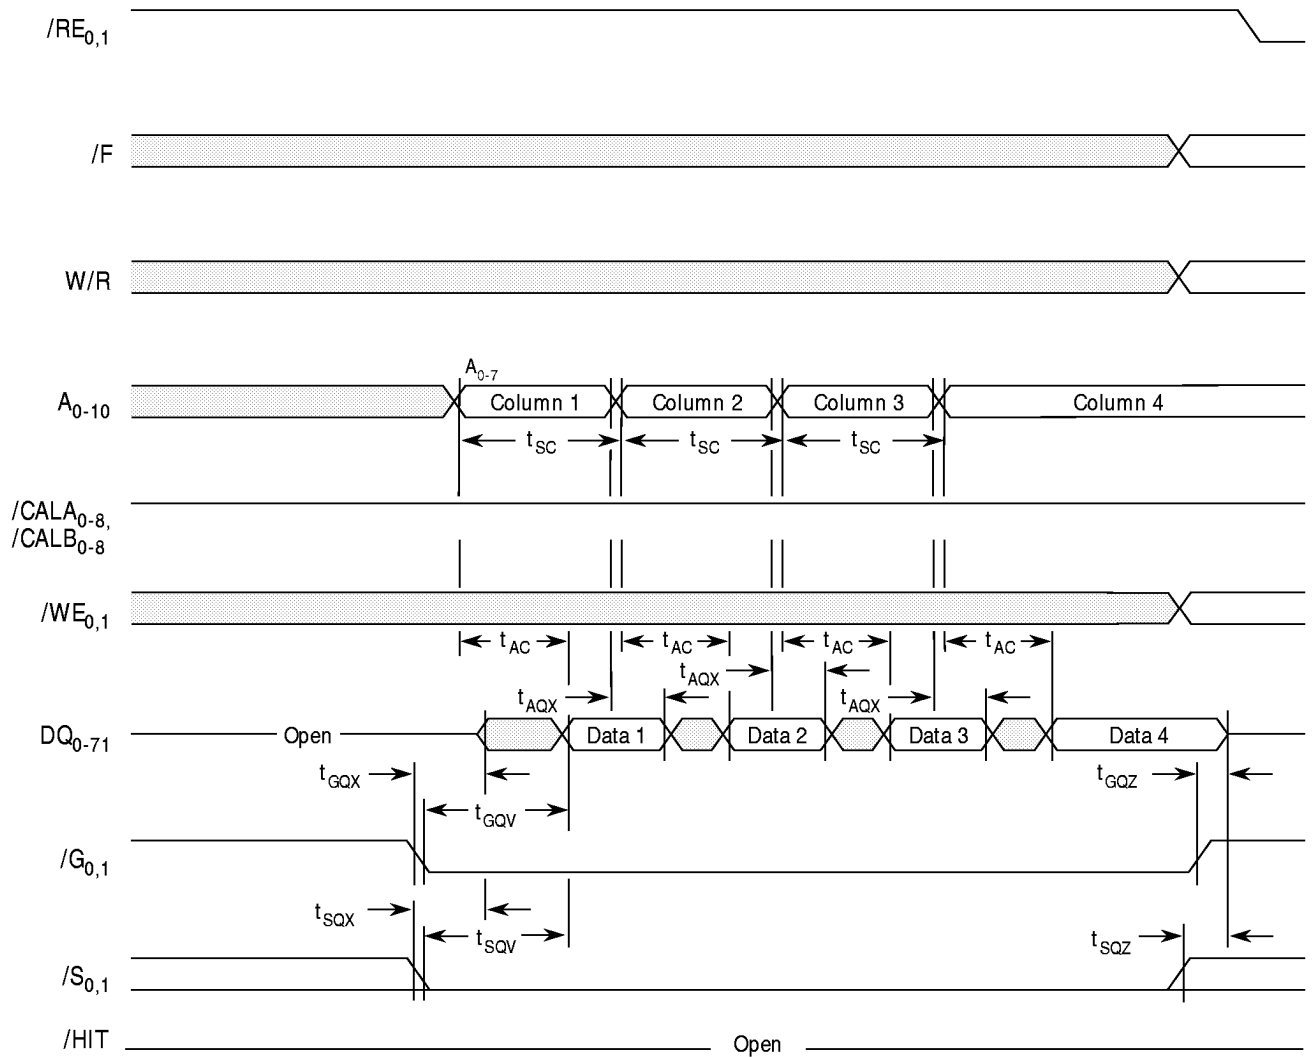 /RE0,1
/F
W/R
A0-7
A0-10
Column 1
Column 2
Column 3
Column 4
tSC
tSC
tSC
/CALA0-8,
/CALB0-8
/WE0,1
tAC
tAC
tAC
tAC
tAQX
tAQX
tAQX
DQ0-71
Open
Data 1
Data 2
Data 3
Data 4
tGQX
tGQZ
tGQV
/G0,1
tSQX
tSQV
tSQZ
/S0,1
/HIT
Open